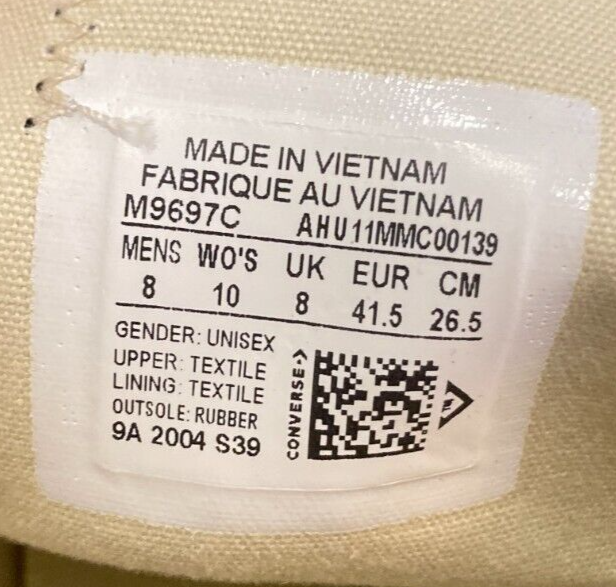 MADE IN VIETNAM
FABRIQUE AU VIETNAM
M9697C AHU11MMC00139
MENS WO'S UK EUR CM
8 10 8 41.5 26.5
GENDER: UNISEX
UPPER: TEXTILE
LINING: TEXTILE
OUTSOLE: RUBBER
9A 2004 S39
CONVERSE